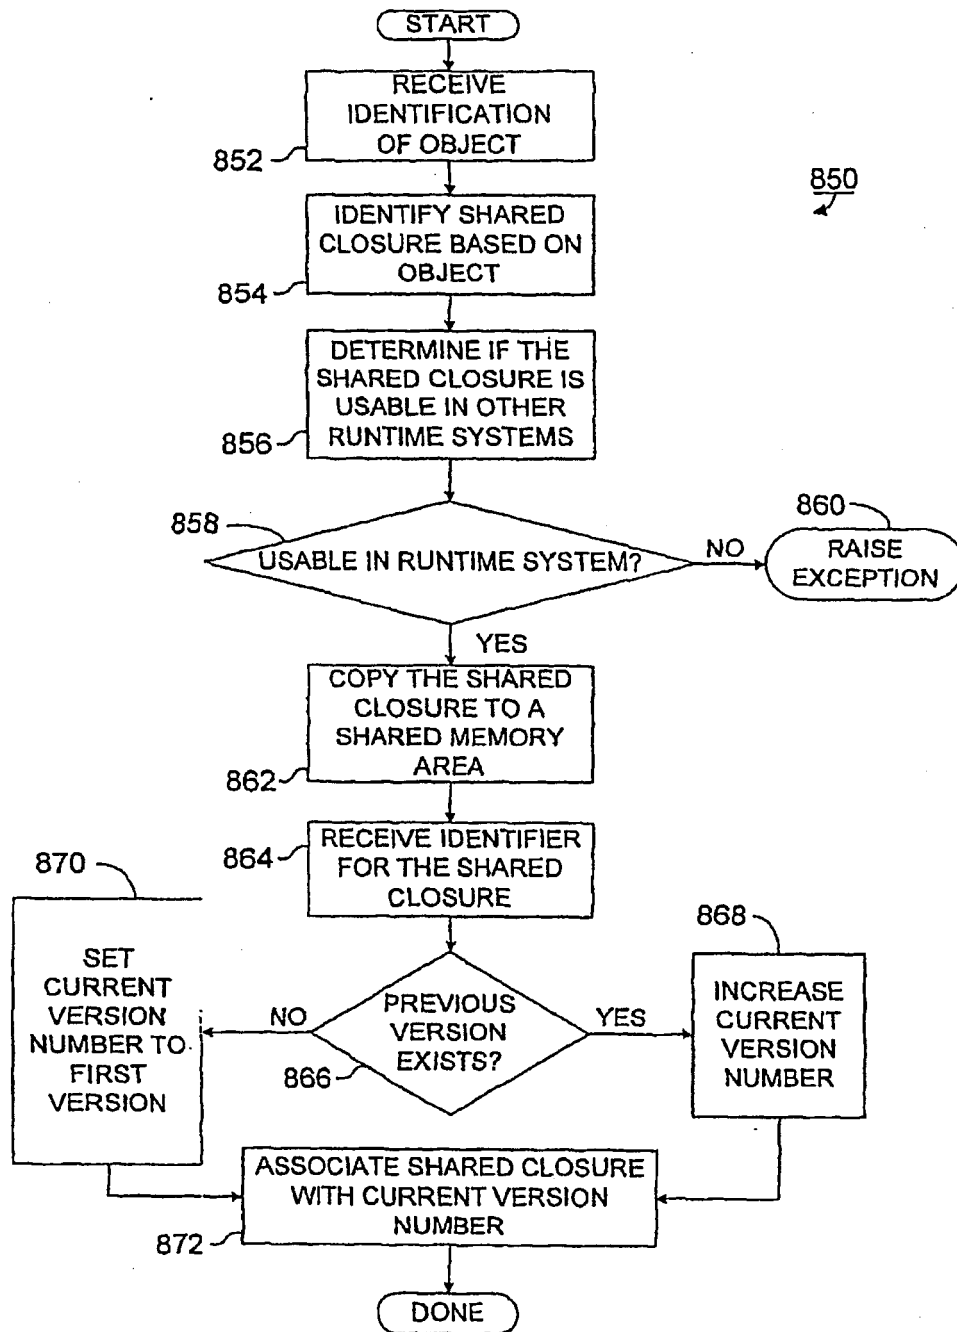 START
RECEIVE
IDENTIFICATION
OF OBJECT
852
850
IDENTIFY SHARED
CLOSURE BASED ON
OBJECT
854
DETERMINE IF THE
SHARED CLOSURE IS
USABLE IN OTHER
RUNTIME SYSTEMS
856
858
USABLE IN RUNTIME SYSTEM?
NO
860
RAISE
EXCEPTION
YES
COPY THE SHARED
CLOSURE TO A
SHARED MEMORY
AREA
862
864
RECEIVE IDENTIFIER
FOR THE SHARED
CLOSURE
870
SET
CURRENT
VERSION
NUMBER TO
FIRST
VERSION
NO
PREVIOUS
VERSION
EXISTS?
866
YES
868
INCREASE
CURRENT
VERSION
NUMBER
ASSOCIATE SHARED CLOSURE
WITH CURRENT VERSION
NUMBER
872
DONE